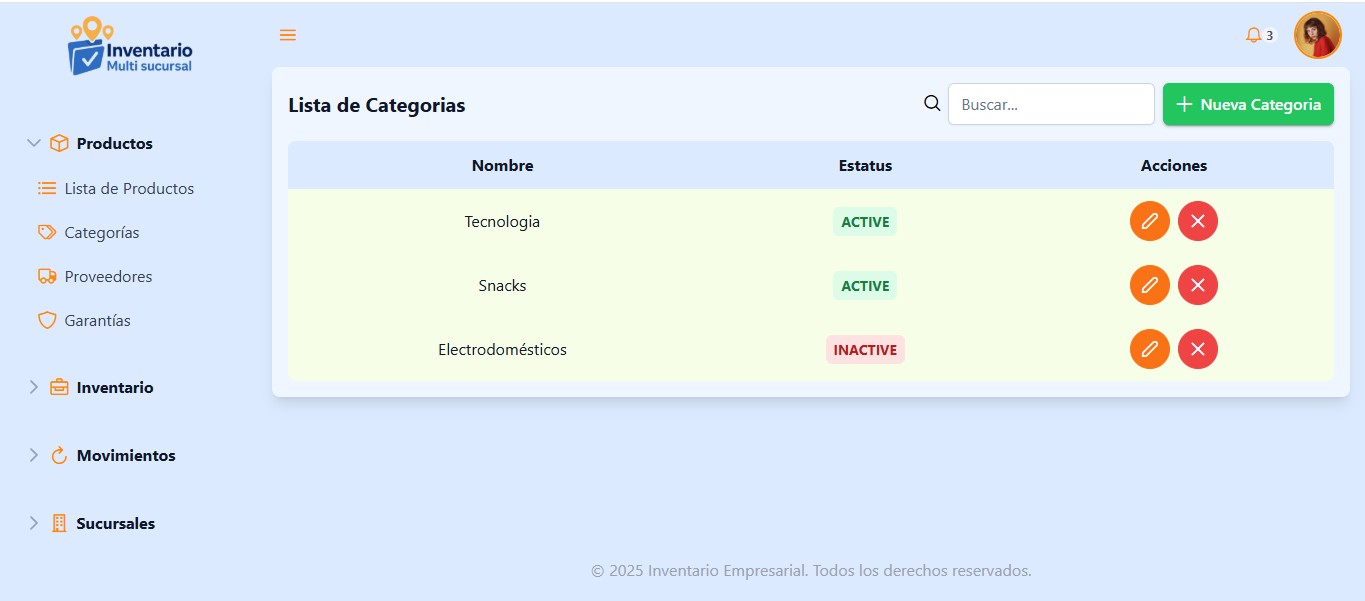 Inventario
Multi sucursal
3
Productos
Lista de Productos
Categorías
Proveedores
Garantías
Inventario
Movimientos
Sucursales
Lista de Categorias
Buscar...
Nueva Categoria
Nombre Estatus Acciones
Tecnologia ACTIVE
Snacks ACTIVE
Electrodomésticos INACTIVE
© 2025 Inventario Empresarial. Todos los derechos reservados.